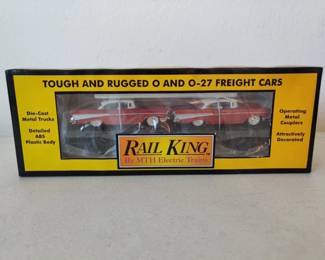 TOUGH AND RUGGED O AND O-27 FREIGHT CARS
Die-Cast
Metal Trucks
Detailed
ABS
Plastic Body
Operating
Metal
Couplers
Attractively
Decorated
RAIL KING
By MTH Electric Trains